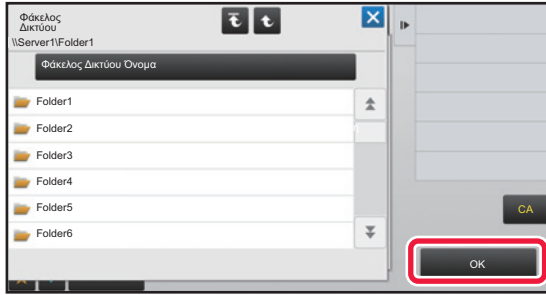 Φάκελος
Δικτύου
\\Server1\Folder1
Φάκελος Δικτύου Όνομα
Folder1
Folder2
Folder3
Folder4
Folder5
Folder6
CA
OK